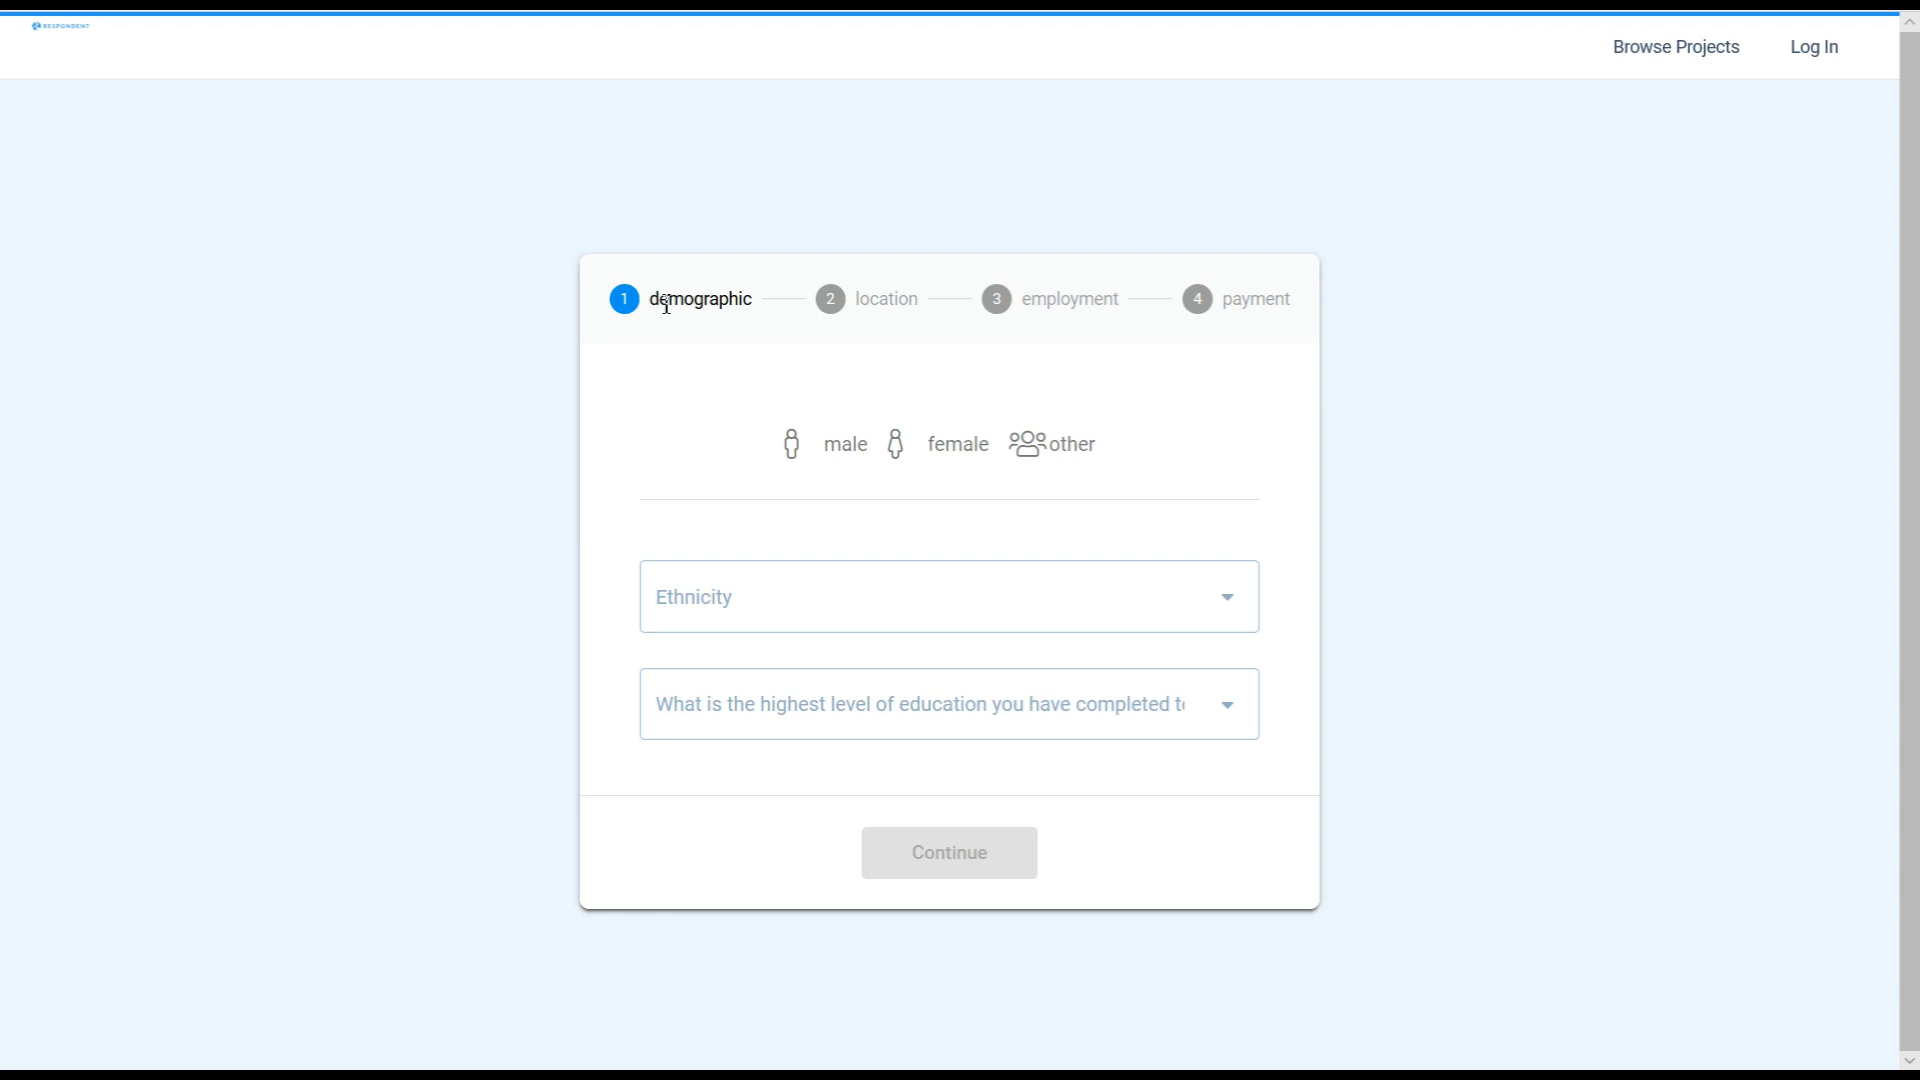 RESPONDENT
Browse Projects Log In
1 demographic 2 location 3 employment 4 payment
male female other
Ethnicity
What is the highest level of education you have completed t
Continue